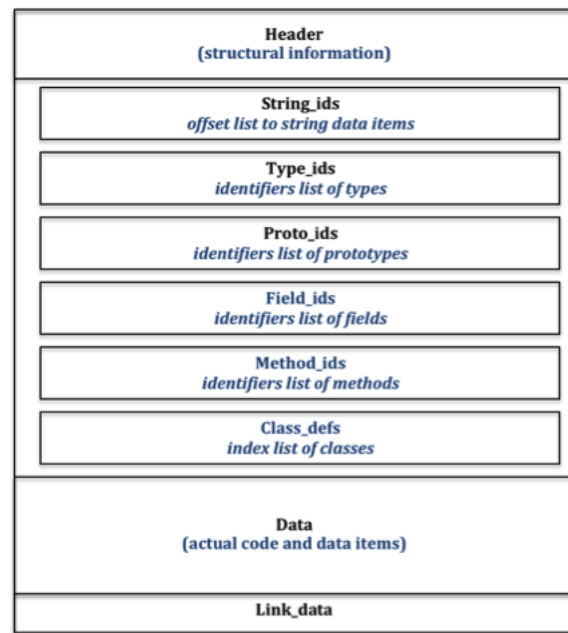 Header
(structural information)
String_ids
offset list to string data items
Type_ids
identifiers list of types
Proto_ids
identifiers list of prototypes
Field_ids
identifiers list of fields
Method_ids
identifiers list of methods
Class_defs
index list of classes
Data
(actual code and data items)
Link_data